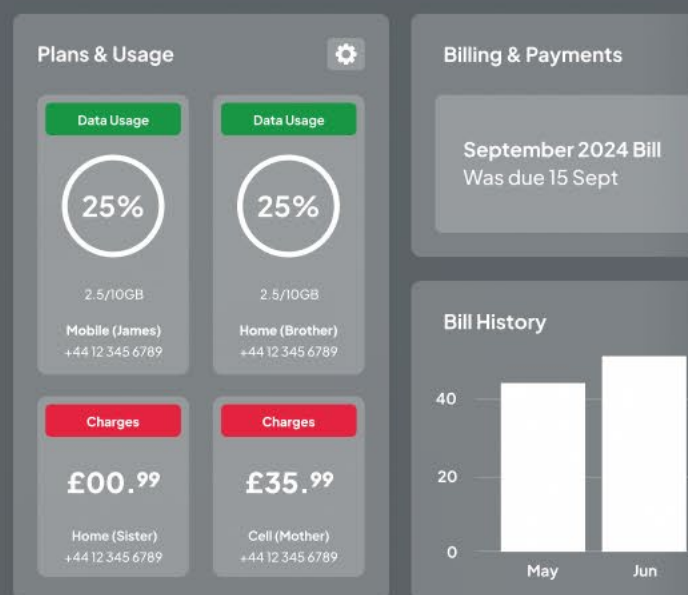 Plans & Usage
Data Usage
25%
2.5/10GB
Mobile (James)
+44 12 345 6789
Data Usage
25%
2.5/10GB
Home (Brother)
+44 12 345 6789
Charges
£00.99
Home (Sister)
+44 12 345 6789
Charges
£35.99
Cell (Mother)
+44 12 345 6789
Billing & Payments
September 2024 Bill
Was due 15 Sept
Bill History
40
20
0
May
Jun